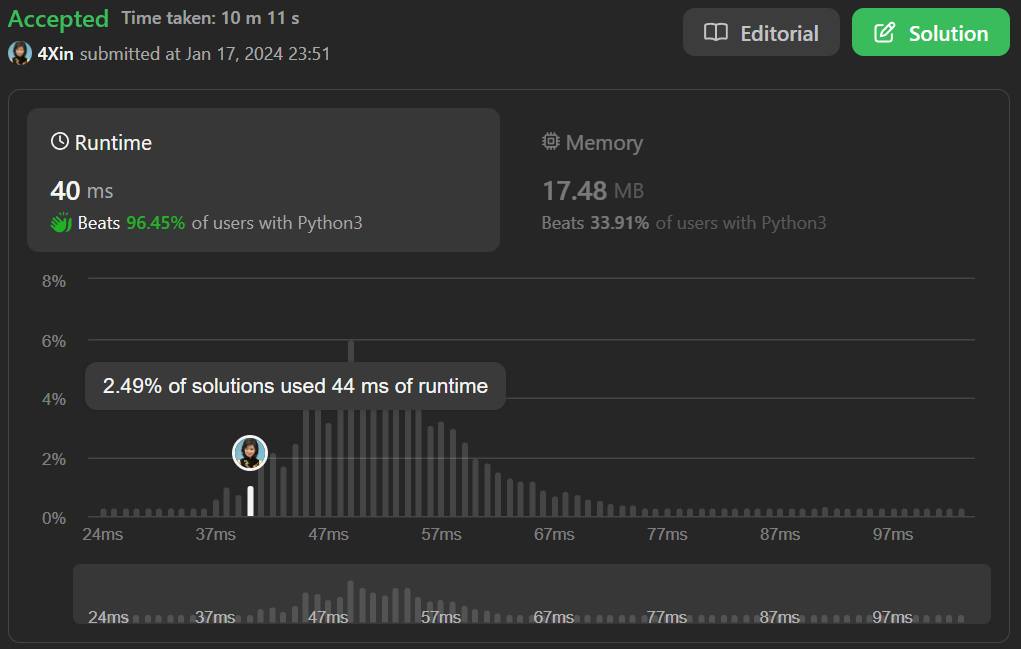 Accepted Time taken: 10 m 11 s
4Xin submitted at Jan 17, 2024 23:51
Editorial
Solution
Runtime
40 ms
Beats 96.45% of users with Python3
Memory
17.48 MB
Beats 33.91% of users with Python3
8%
6%
2.49% of solutions used 44 ms of runtime
4%
2%
0%
24ms 37ms 47ms 57ms 67ms 77ms 87ms 97ms
24ms 37ms 47ms 57ms 67ms 77ms 87ms 97ms